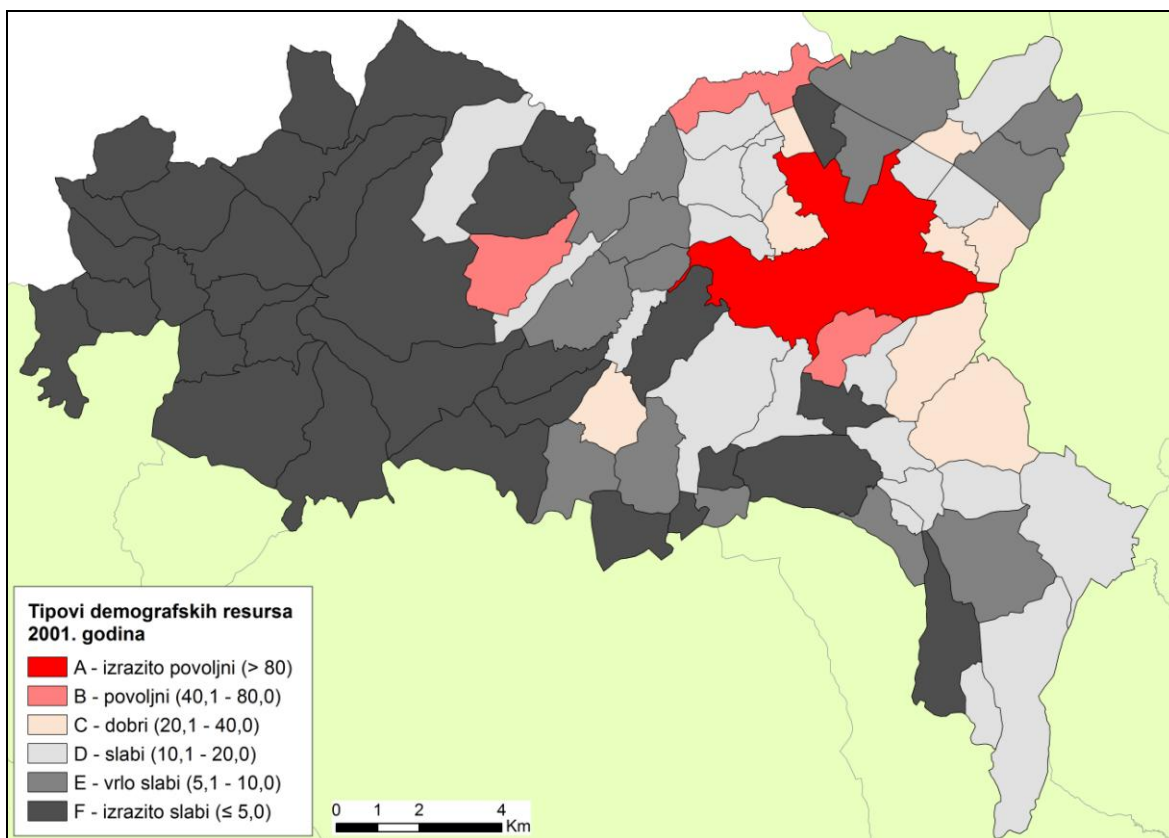 Tipovi demografskih resursa
2001. godina
A - izrazito povoljni (> 80)
B - povoljni (40,1 - 80,0)
C - dobri (20,1 - 40,0)
D - slabi (10,1 - 20,0)
E - vrlo slabi (5,1 - 10,0)
F - izrazito slabi (≤ 5,0)
0 1 2 4
Km